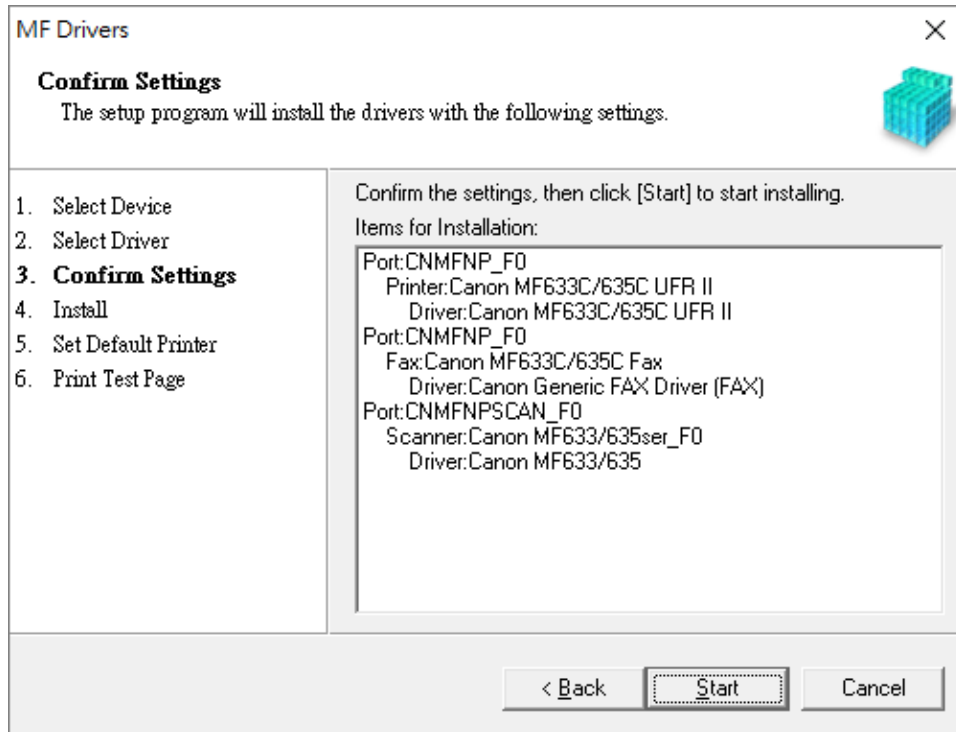 MF Drivers
Confirm Settings
The setup program will install the drivers with the following settings.
1. Select Device
2. Select Driver
3. Confirm Settings
4. Install
5. Set Default Printer
6. Print Test Page
Confirm the settings, then click [Start] to start installing.
Items for Installation:
Port:CNMFNP_F0
Printer:Canon MF633C/635C UFR II
Driver:Canon MF633C/635C UFR II
Port:CNMFNP_F0
Fax:Canon MF633C/635C Fax
Driver:Canon Generic FAX Driver (FAX)
Port:CNMFNPSCAN_F0
Scanner:Canon MF633/635ser_F0
Driver:Canon MF633/635
< Back
Start
Cancel